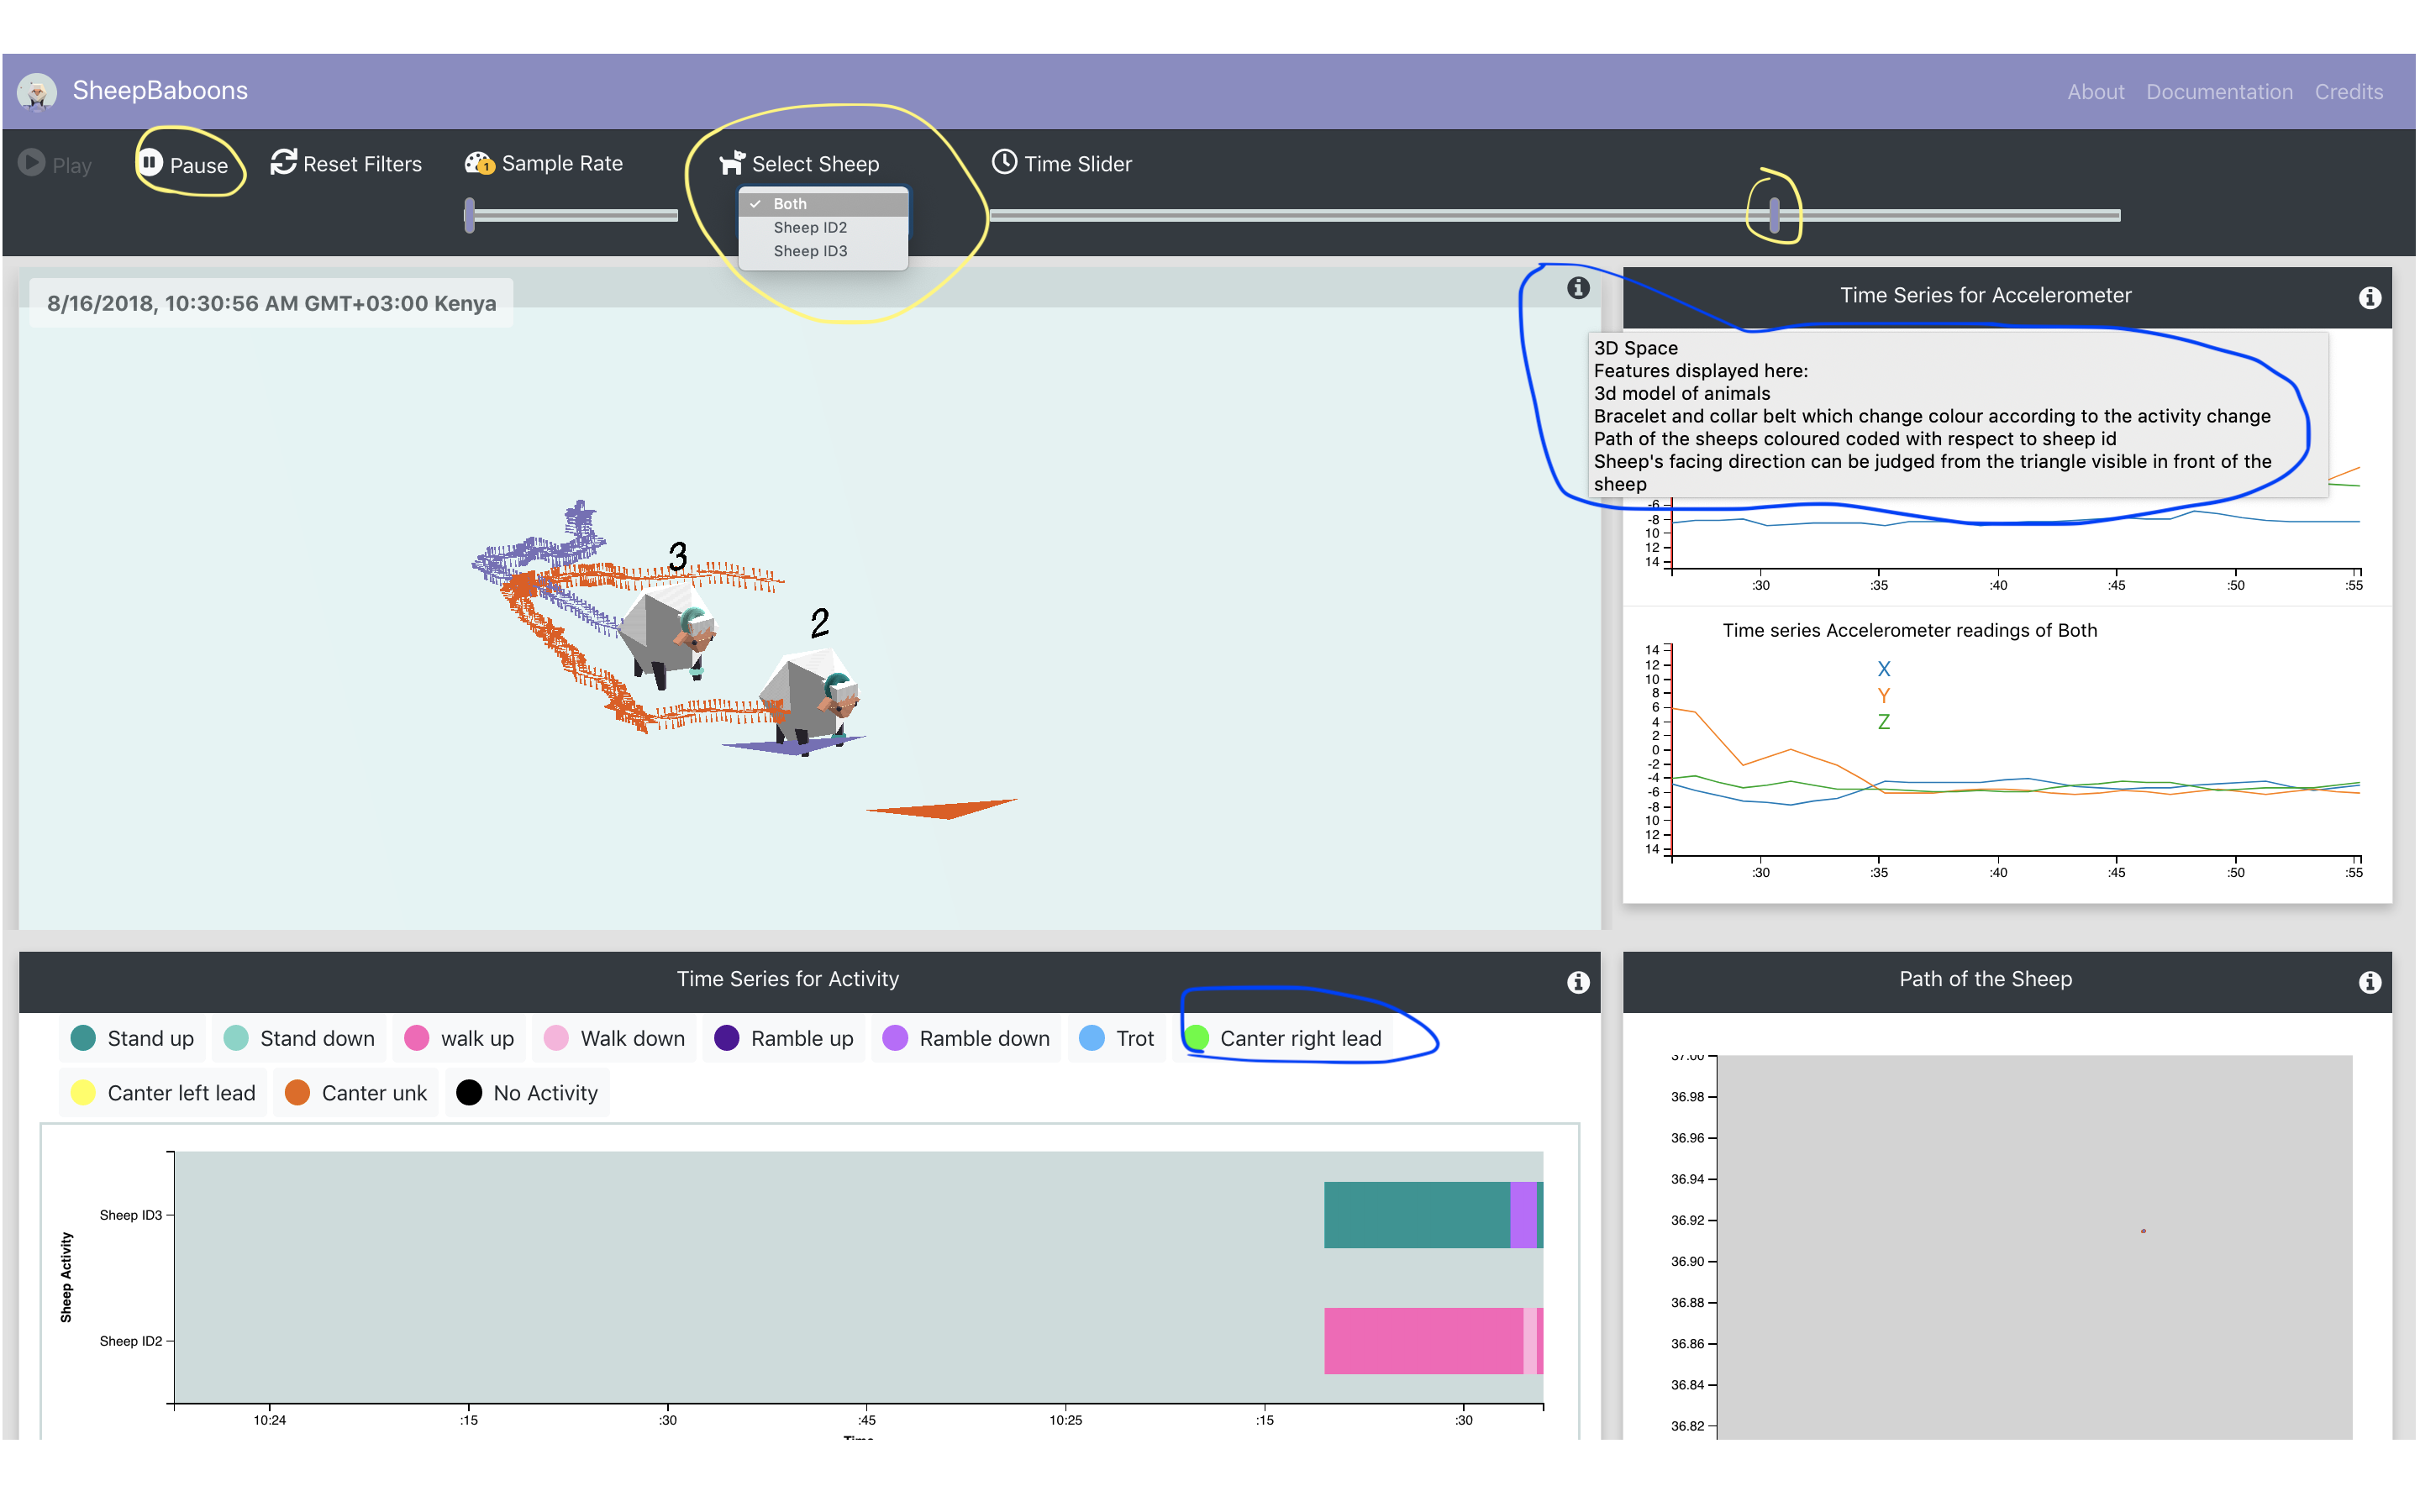 SheepBaboons
About Documentation Credits
Play Pause Reset Filters 1 Sample Rate Select Sheep Time Slider
✓ Both
Sheep ID2
Sheep ID3
8/16/2018, 10:30:56 AM GMT+03:00 Kenya
3
2
Time Series for Accelerometer
3D Space
Features displayed here:
3d model of animals
Bracelet and collar belt which change colour according to the activity change
Path of the sheeps coloured coded with respect to sheep id
Sheep's facing direction can be judged from the triangle visible in front of the
sheep
-6
-8
10
12
14
:30 :35 :40 :45 :50 :55
Time series Accelerometer readings of Both
X
Y
Z
14
12
10
8
6
4
2
0
-2
-4
-6
-8
10
12
14
:30 :35 :40 :45 :50 :55
Time Series for Activity
Stand up Stand down walk up Walk down Ramble up Ramble down Trot Canter right lead
Canter left lead Canter unk No Activity
Sheep Activity
Sheep ID3
Sheep ID2
10:24 :15 :30 :45 10:25 :15 :30
Time
Path of the Sheep
37.00
36.98
36.96
36.94
36.92
36.90
36.88
36.86
36.84
36.82